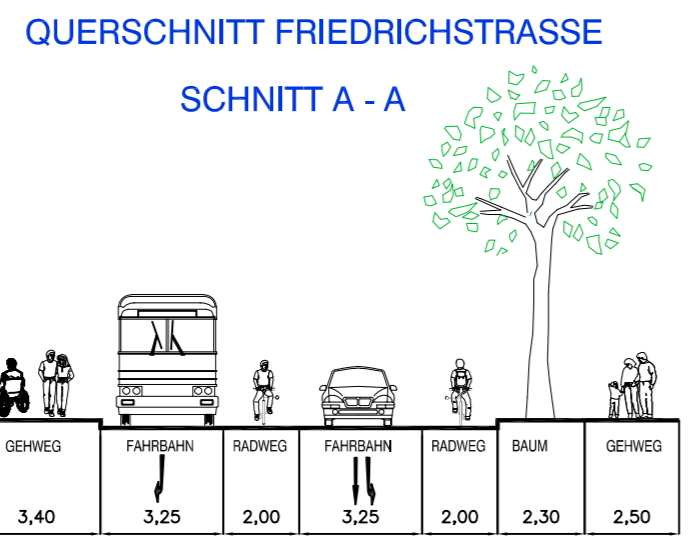 QUERSCHNITT FRIEDRICHSTRASSE
SCHNITT A - A
GEHWEG FAHRBAHN RADWEG FAHRBAHN RADWEG BAUM GEHWEG
3,40 3,25 2,00 3,25 2,00 2,30 2,50